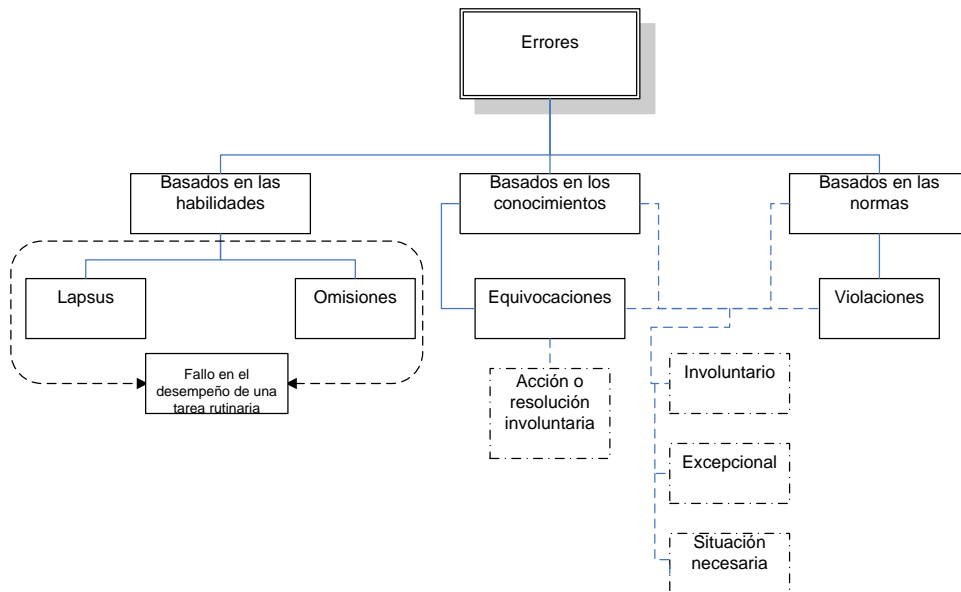 Errores
Basados en las
habilidades
Basados en los
conocimientos
Basados en las
normas
Lapsus
Omisiones
Equivocaciones
Violaciones
Fallo en el
desempeño de una
tarea rutinaria
Acción o
resolución
involuntaria
Involuntario
Excepcional
Situación
necesaria